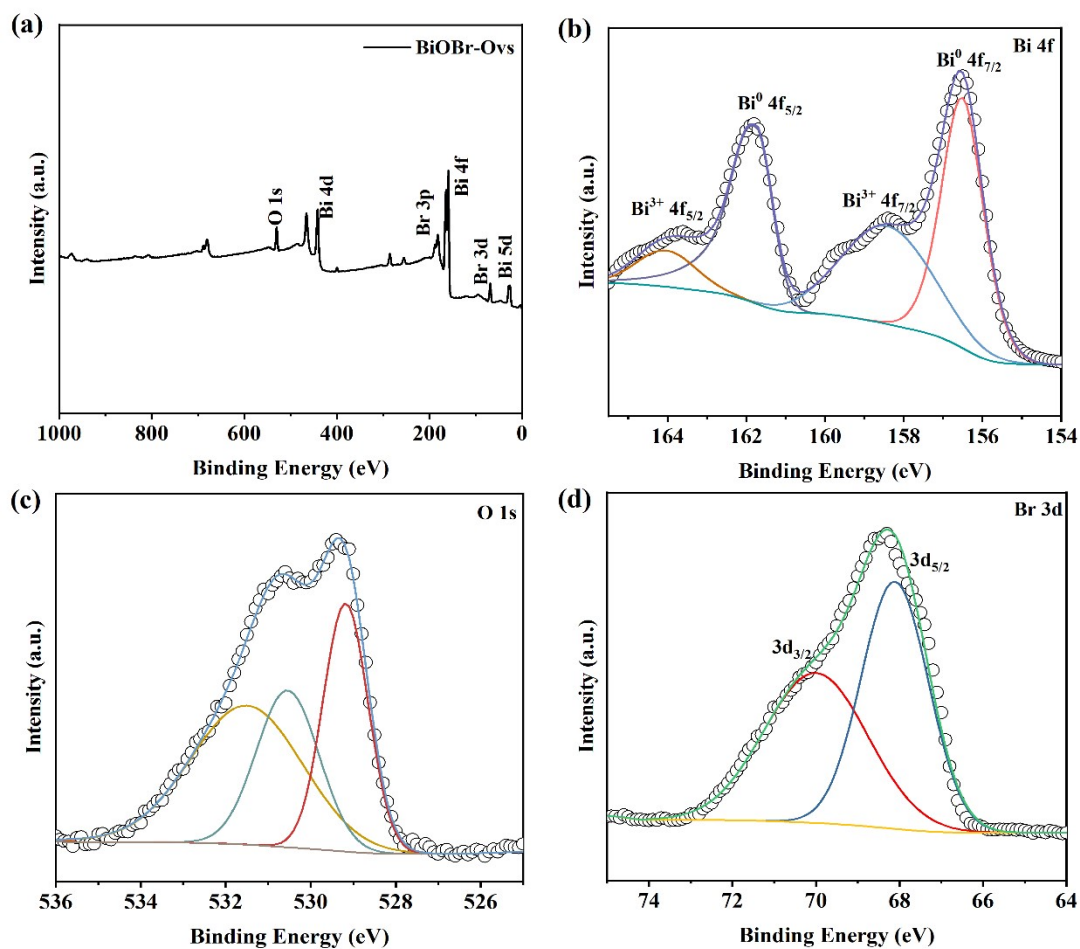 (a)
BiOBr-Ovs
O 1s
Bi 4d
Br 3p
Bi 4f
Br 3d
Bi 5d
Intensity (a.u.)
1000 800 600 400 200 0
Binding Energy (eV)
(b)
Bi 4f
Bi⁰ 4f₇/₂
Bi⁰ 4f₅/₂
Bi³⁺ 4f₇/₂
Bi³⁺ 4f₅/₂
Intensity (a.u.)
164 162 160 158 156 154
Binding Energy (eV)
(c)
O 1s
Intensity (a.u.)
536 534 532 530 528 526
Binding Energy (eV)
(d)
Br 3d
3d₅/₂
3d₃/₂
Intensity (a.u.)
74 72 70 68 66 64
Binding Energy (eV)